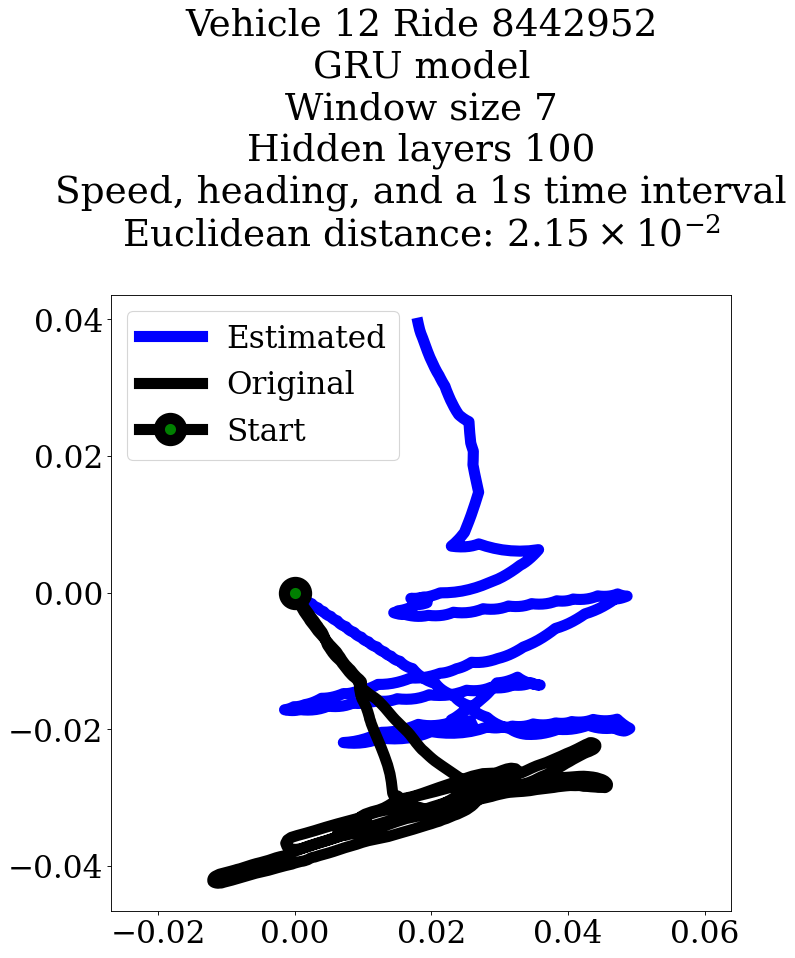 Vehicle 12 Ride 8442952
GRU model
Window size 7
Hidden layers 100
Speed, heading, and a 1s time interval
Euclidean distance: 2.15 × 10⁻²
0.04
0.02
0.00
−0.02
−0.04
Estimated
Original
Start
−0.02
0.00
0.02
0.04
0.06